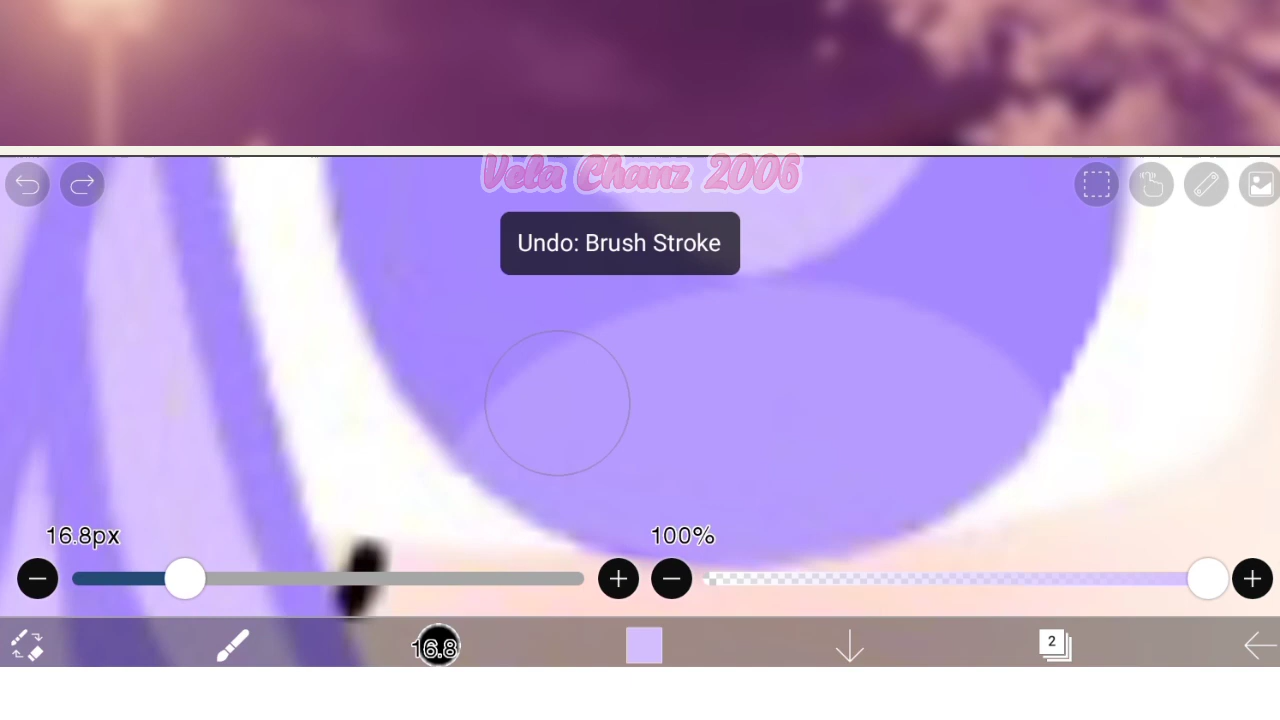 Vela Chanz 2006
Undo: Brush Stroke
16.8px
100%
16.8
2